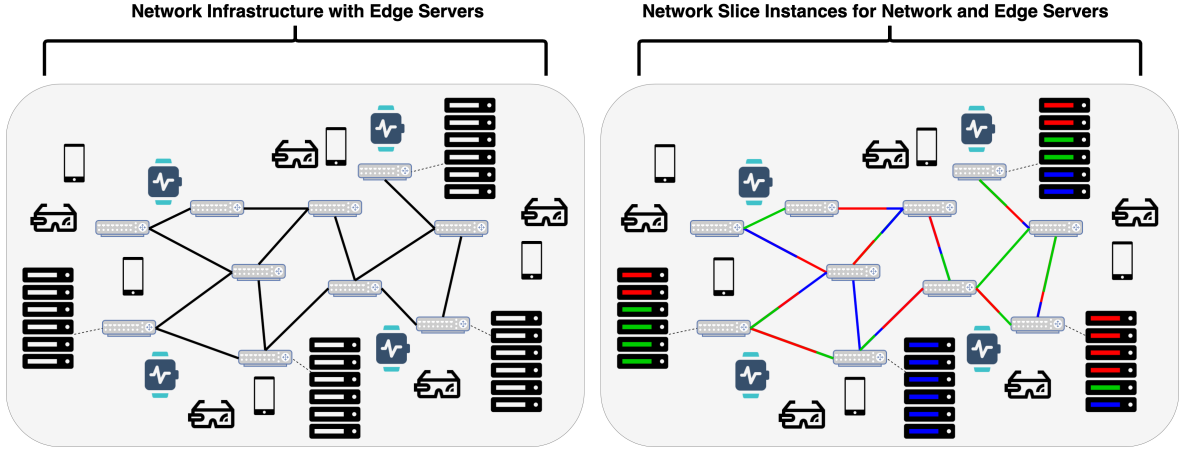 Network Infrastructure with Edge Servers
Network Slice Instances for Network and Edge Servers